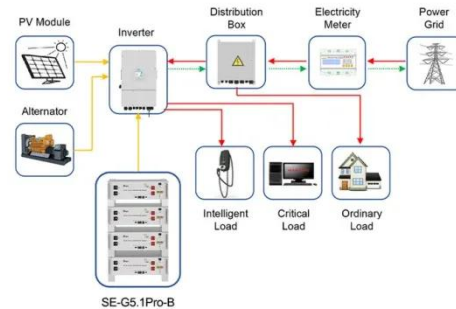 PV Module
Inverter
Distribution
Box
Electricity
Meter
Power
Grid
Alternator
Intelligent
Load
Critical
Load
Ordinary
Load
SE-G5.1Pro-B